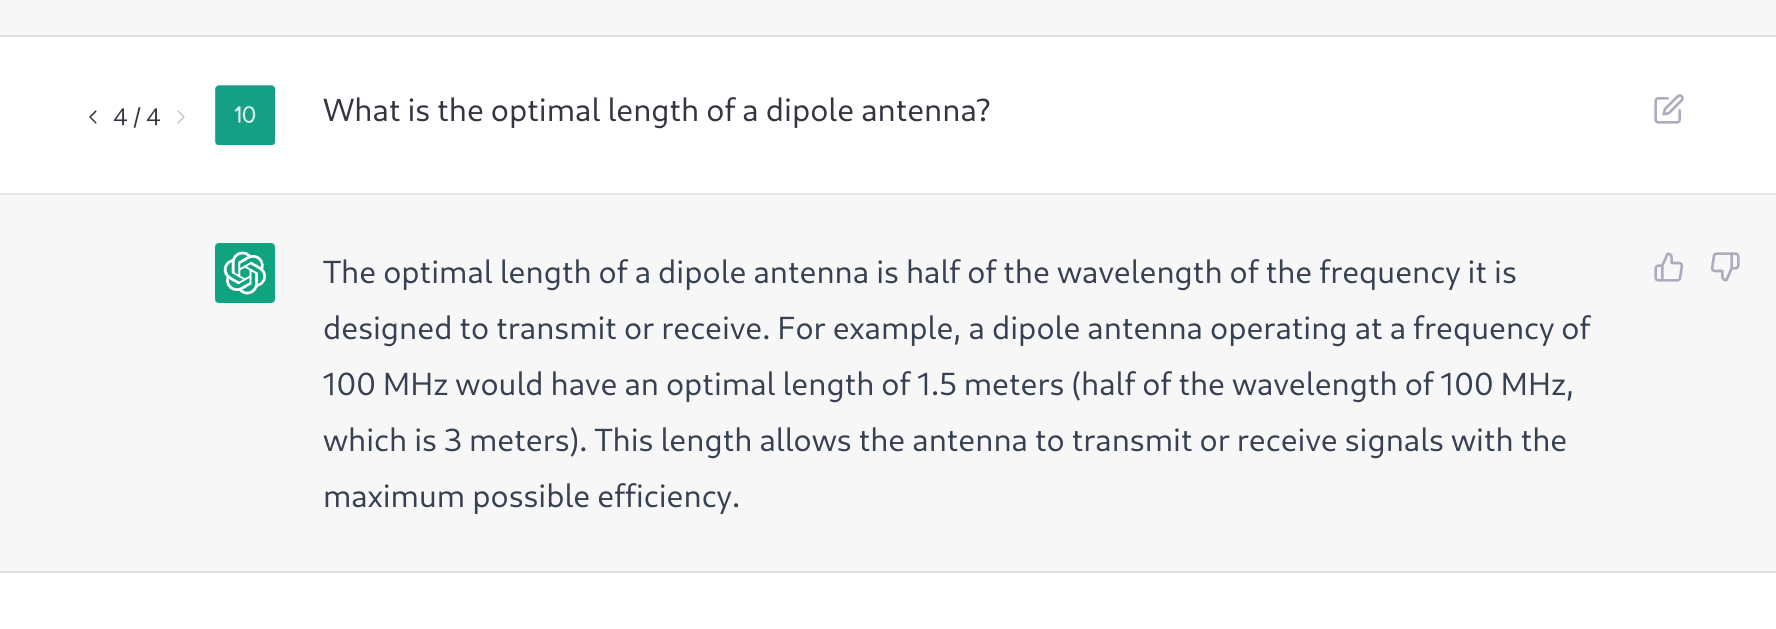 < 4 / 4 > 10 What is the optimal length of a dipole antenna?
The optimal length of a dipole antenna is half of the wavelength of the frequency it is
designed to transmit or receive. For example, a dipole antenna operating at a frequency of
100 MHz would have an optimal length of 1.5 meters (half of the wavelength of 100 MHz,
which is 3 meters). This length allows the antenna to transmit or receive signals with the
maximum possible efficiency.